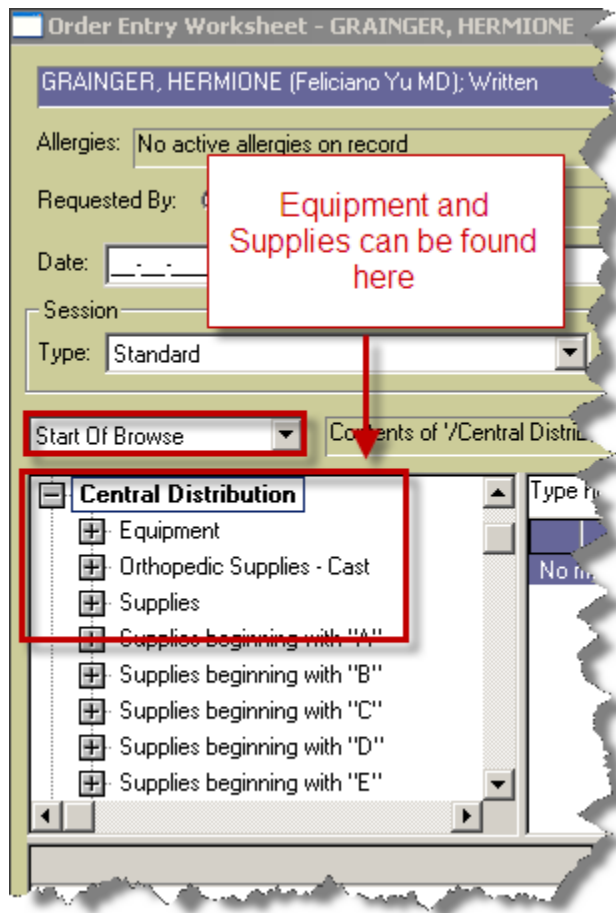 Order Entry Worksheet - GRAINGER, HERMIONE
GRAINGER, HERMIONE (Feliciano Yu MD); Written
Allergies: No active allergies on record
Requested By:
Equipment and
Supplies can be found
here
Date: __-__-____
Session
Type: Standard
Start Of Browse
Contents of '/Central
Central Distribution
Type
Equipment
Orthopedic Supplies - Cast
No
Supplies
Supplies beginning with "A"
Supplies beginning with "B"
Supplies beginning with "C"
Supplies beginning with "D"
Supplies beginning with "E"